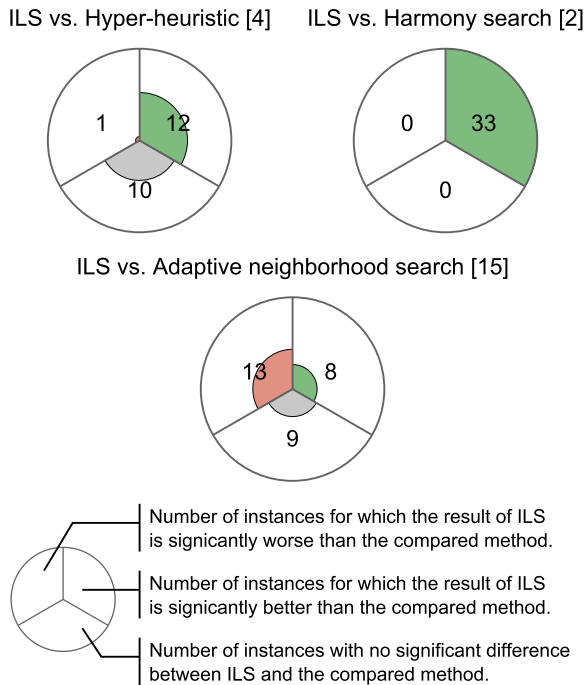 ILS vs. Hyper-heuristic [4]
ILS vs. Harmony search [2]
1
12
10
0
33
0
ILS vs. Adaptive neighborhood search [15]
13
8
9
Number of instances for which the result of ILS
is signicantly worse than the compared method.
Number of instances for which the result of ILS
is signicantly better than the compared method.
Number of instances with no significant difference
between ILS and the compared method.